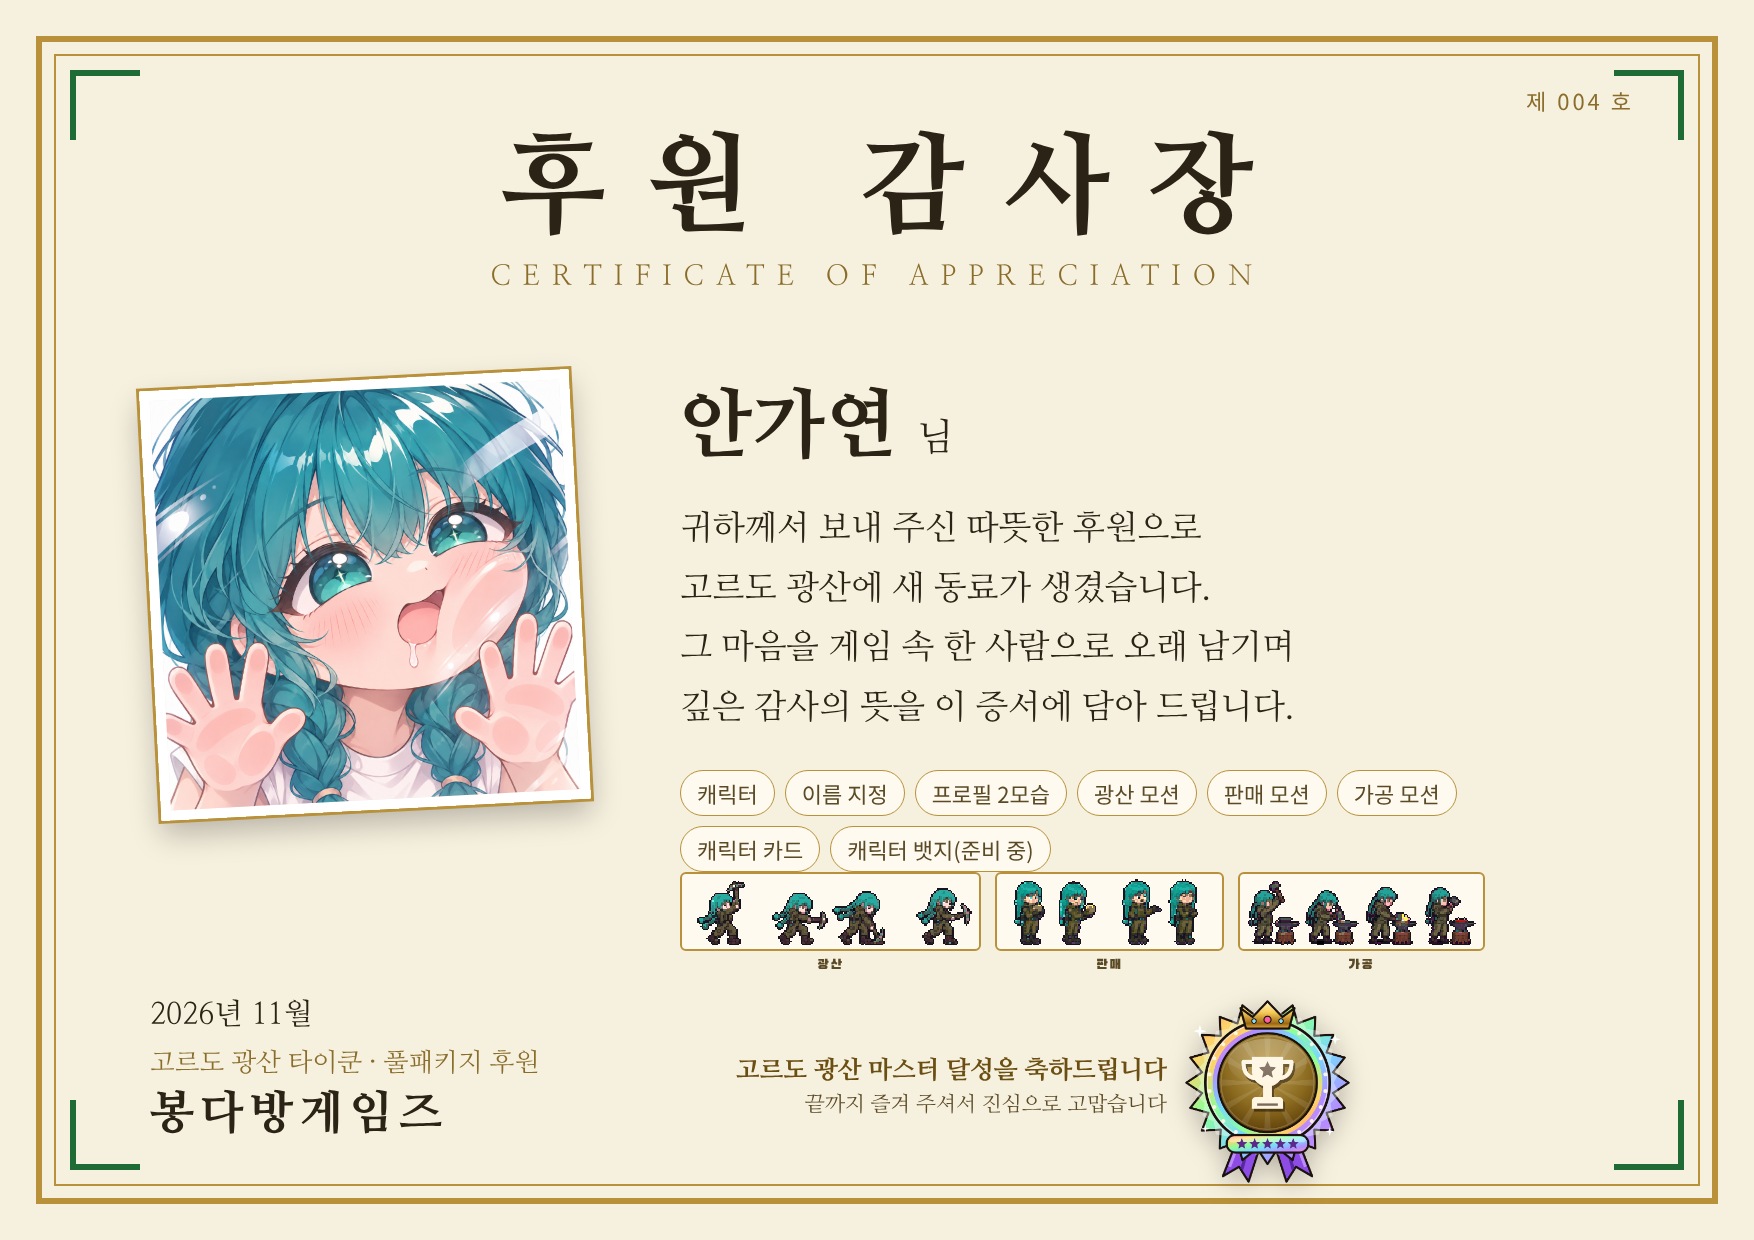 제 004 호
후원 감사장
CERTIFICATE OF APPRECIATION
안가연 님
귀하께서 보내 주신 따뜻한 후원으로
고르도 광산에 새 동료가 생겼습니다.
그 마음을 게임 속 한 사람으로 오래 남기며
깊은 감사의 뜻을 이 증서에 담아 드립니다.
캐릭터 이름 지정 프로필 2모습 광산 모션 판매 모션 가공 모션
캐릭터 카드 캐릭터 뱃지(준비 중)
광산 판매 가공
2026년 11월
고르도 광산 타이쿤 · 풀패키지 후원
봉다방게임즈
고르도 광산 마스터 달성을 축하드립니다
끝까지 즐겨 주셔서 진심으로 고맙습니다